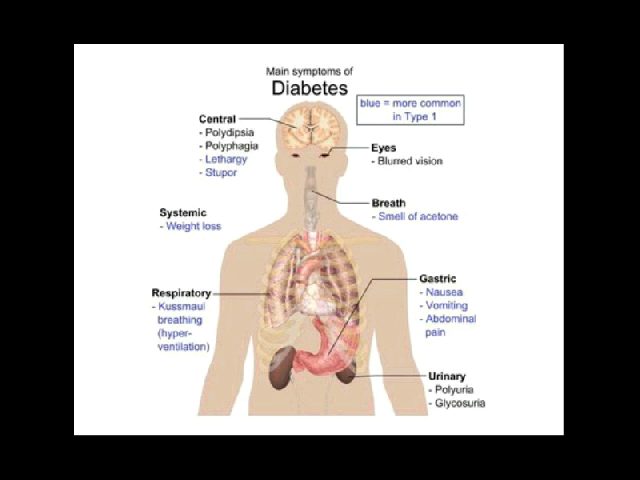 Main symptoms of
Diabetes
blue = more common
in Type 1
Central
- Polydipsia
- Polyphagia
- Lethargy
- Stupor
Eyes
- Blurred vision
Breath
- Smell of acetone
Systemic
- Weight loss
Respiratory
- Kussmaul
breathing
(hyper-
ventilation)
Gastric
- Nausea
- Vomiting
- Abdominal
pain
Urinary
- Polyuria
- Glycosuria